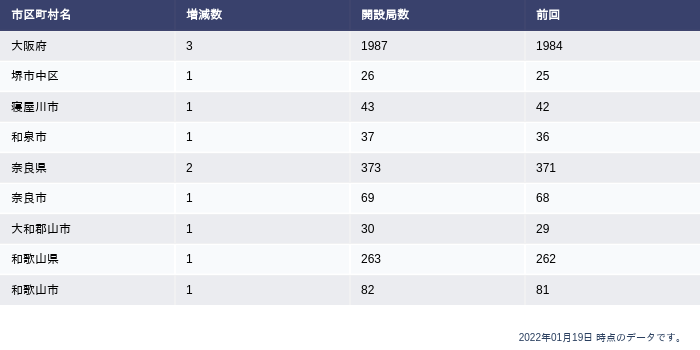 市区町村名 増減数 開設局数 前回
大阪府 3 1987 1984
堺市中区 1 26 25
寝屋川市 1 43 42
和泉市 1 37 36
奈良県 2 373 371
奈良市 1 69 68
大和郡山市 1 30 29
和歌山県 1 263 262
和歌山市 1 82 81
2022年01月19日 時点のデータです。